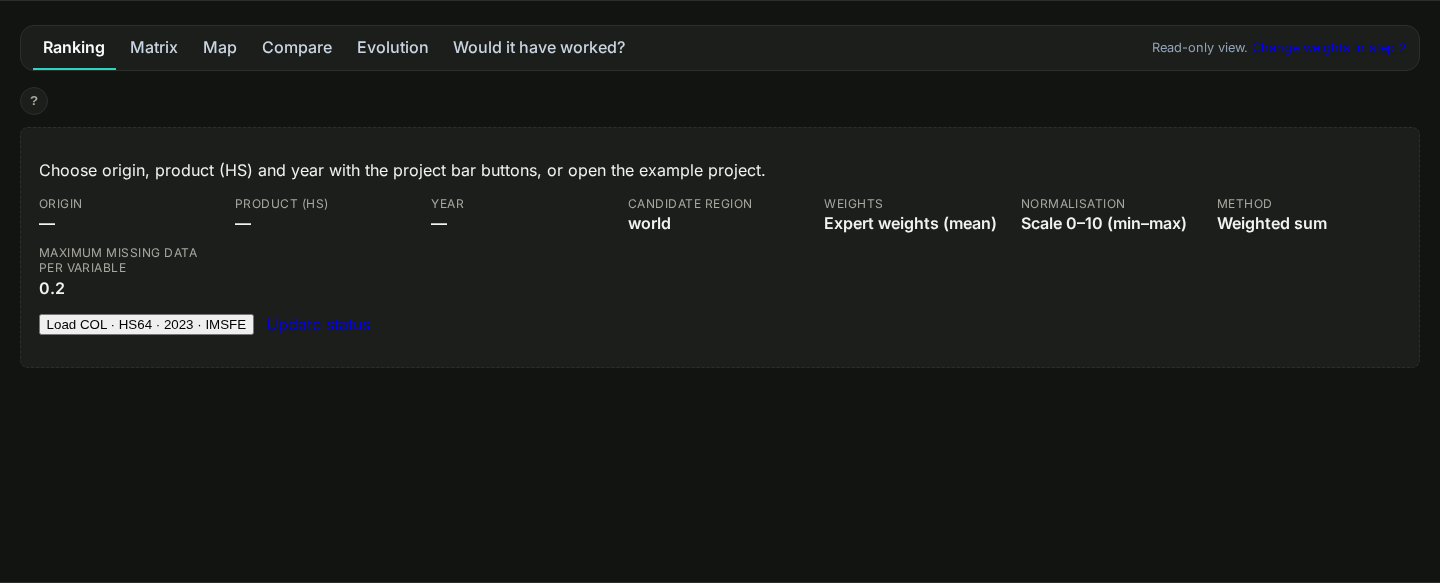 Ranking Matrix Map Compare Evolution Would it have worked? Read-only view. Change weights in step 2
?
Choose origin, product (HS) and year with the project bar buttons, or open the example project.
ORIGIN PRODUCT (HS) YEAR CANDIDATE REGION WEIGHTS NORMALISATION METHOD
— — — world Expert weights (mean) Scale 0–10 (min–max) Weighted sum
MAXIMUM MISSING DATA
PER VARIABLE
0.2
Load COL · HS64 · 2023 · IMSFE Update status